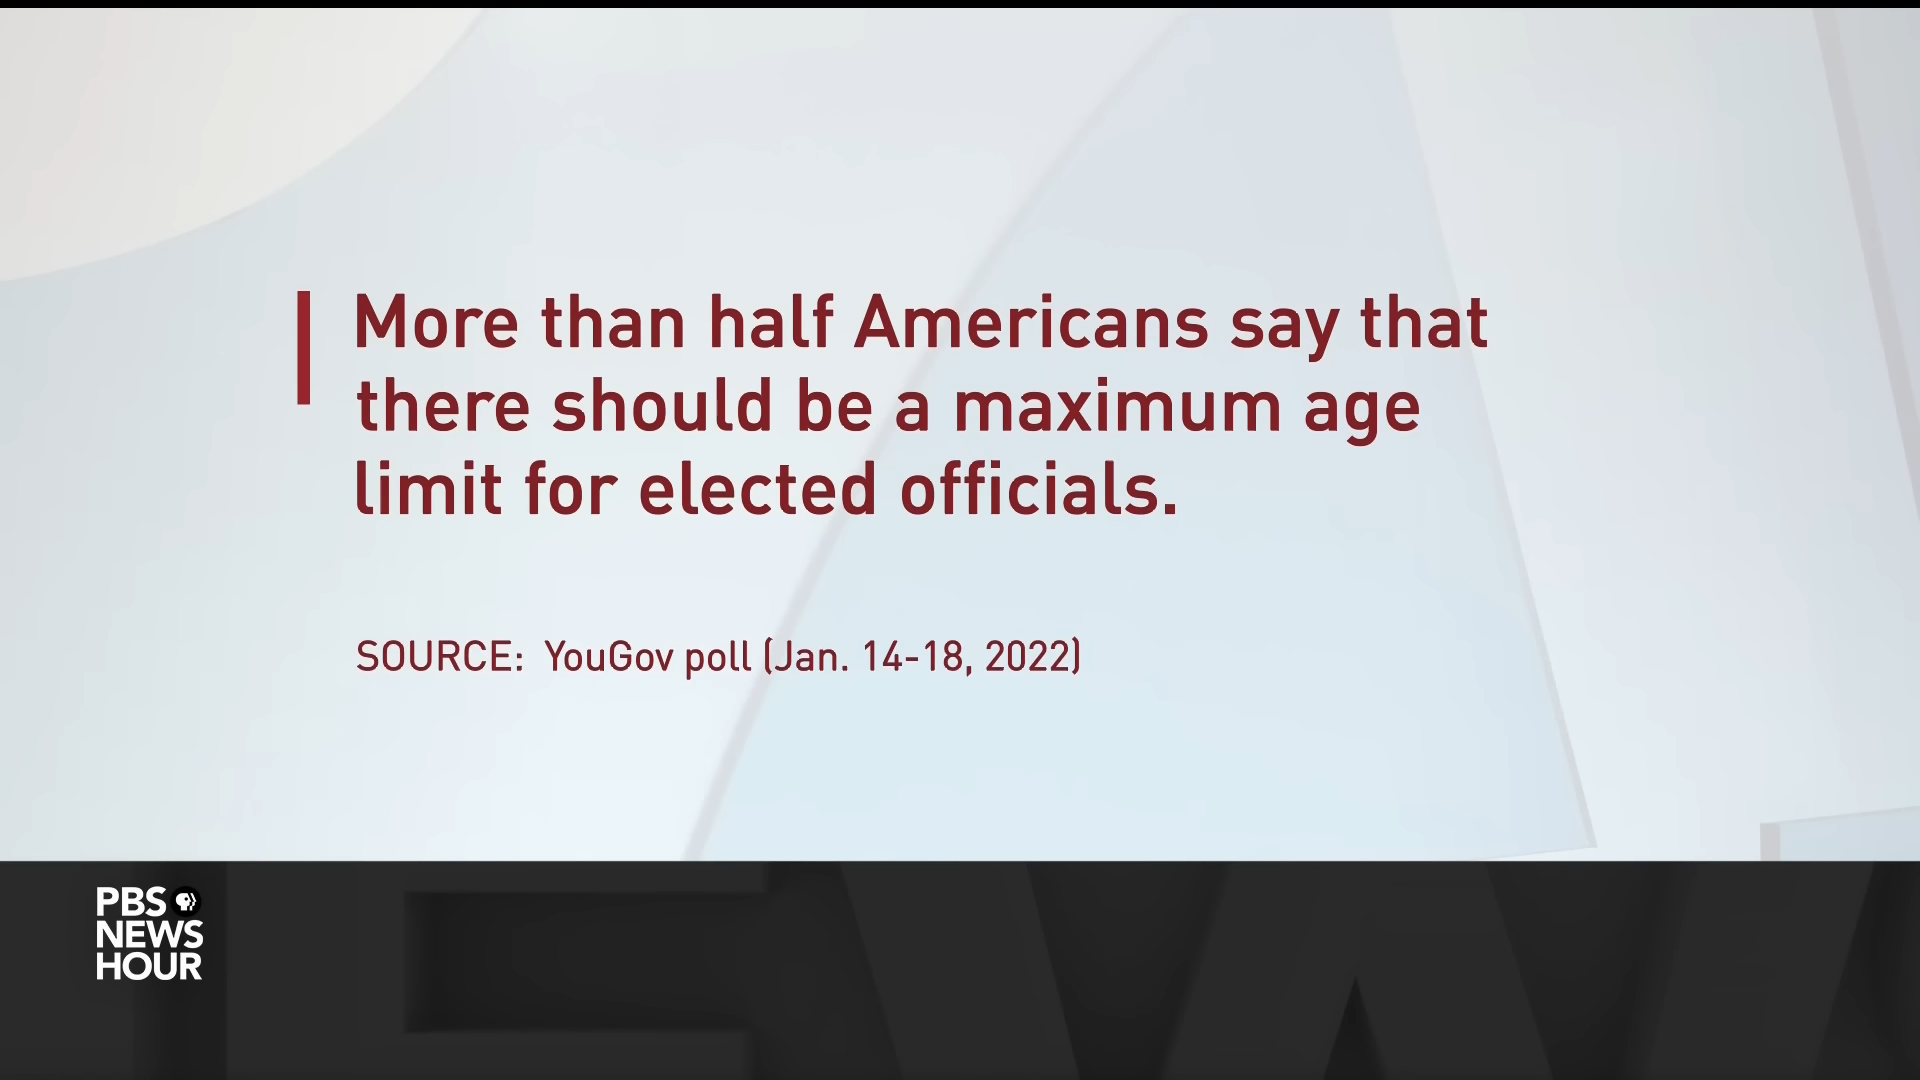 More than half Americans say that
there should be a maximum age
limit for elected officials.
SOURCE: YouGov poll (Jan. 14-18, 2022)
PBS
NEWS
HOUR